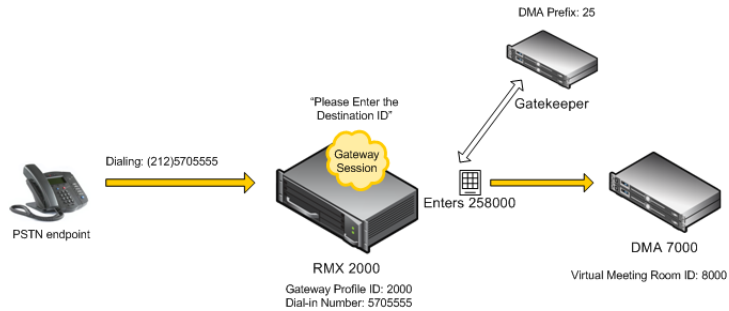 DMA Prefix: 25
Gatekeeper
"Please Enter the
Destination ID"
Gateway
Session
Dialing: (212)5705555
PSTN endpoint
Enters 258000
RMX 2000
Gateway Profile ID: 2000
Dial-in Number: 5705555
DMA 7000
Virtual Meeting Room ID: 8000